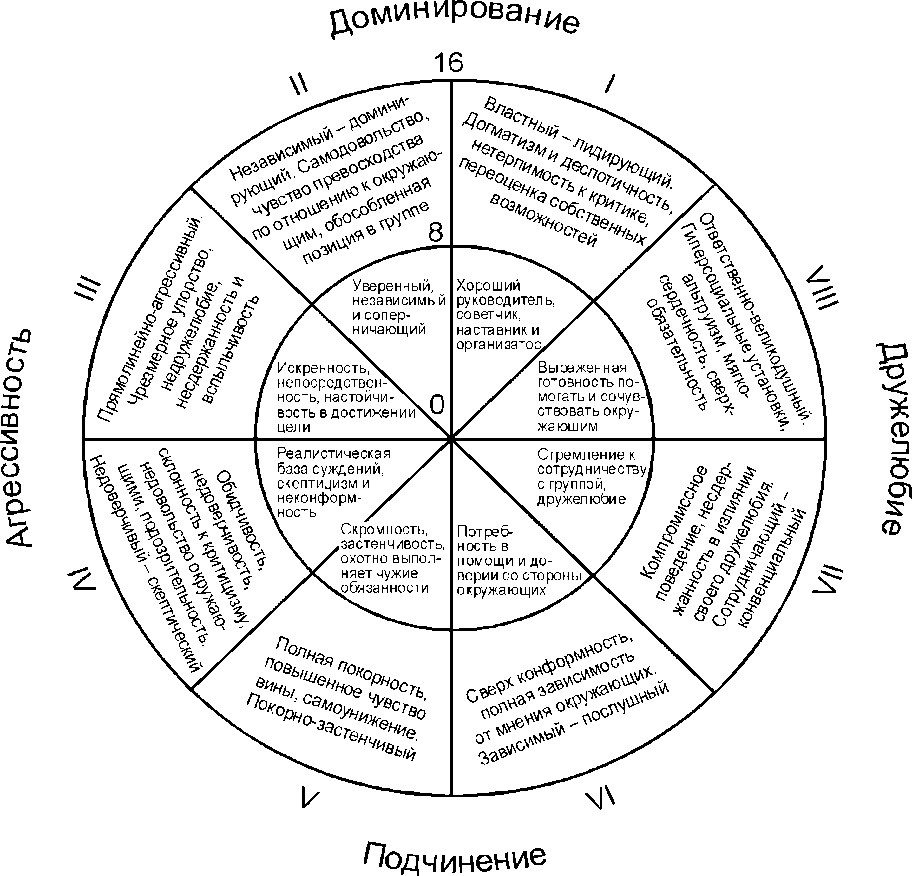 Доминирование
16
II
I
Независимый – домини-
рующий. Самодовольство,
чувство превосходства
по отношению к окружаю-
щим, обособленная
позиция в группе
Властный – лидирующий.
Догматизм и деспотичность,
нетерпимость к критике,
переоценка собственных
возможностей
8
III
Прямолинейно-агрессивный.
Чрезмерное упорство,
недружелюбие,
несдержанность и
вспыльчивость
VIII
Ответственно-великодушный.
Гиперсоциальные установки,
альтруизм, мягко-
сердечность, сверх-
обязательность
Уверенный,
независимый
и сопер-
ничающий
Хороший
руководитель,
советчик,
наставник и
организатор
Искренность,
непосредствен-
ность, настойчи-
вость в достижении
цели
0
Выраженная
готовность по-
могать и сочув-
ствовать окру-
жающим
Агрессивность
Дружелюбие
Реалистическая
база суждений,
скептицизм и
неконформ-
ность
Стремление к
сотрудничеству
с группой,
дружелюбие
Скромность,
застенчивость,
охотно выпол-
няет чужие
обязанности
Потреб-
ность в
помощи и до-
верии со стороны
окружающих
IV
Обидчивость,
недоверчивость,
склонность к критицизму,
недовольство окружаю-
щими, подозрительность.
Недоверчивый – скептический
VII
Компромиссное
поведение, несдер-
жанность в излиянии
своего дружелюбия.
Сотрудничающий –
конвенциальный
Полная покорность,
повышенное чувство
вины, самоунижение.
Покорно-застенчивый
Сверх конформность,
полная зависимость
от мнения окружающих.
Зависимый – послушный
V
VI
Подчинение